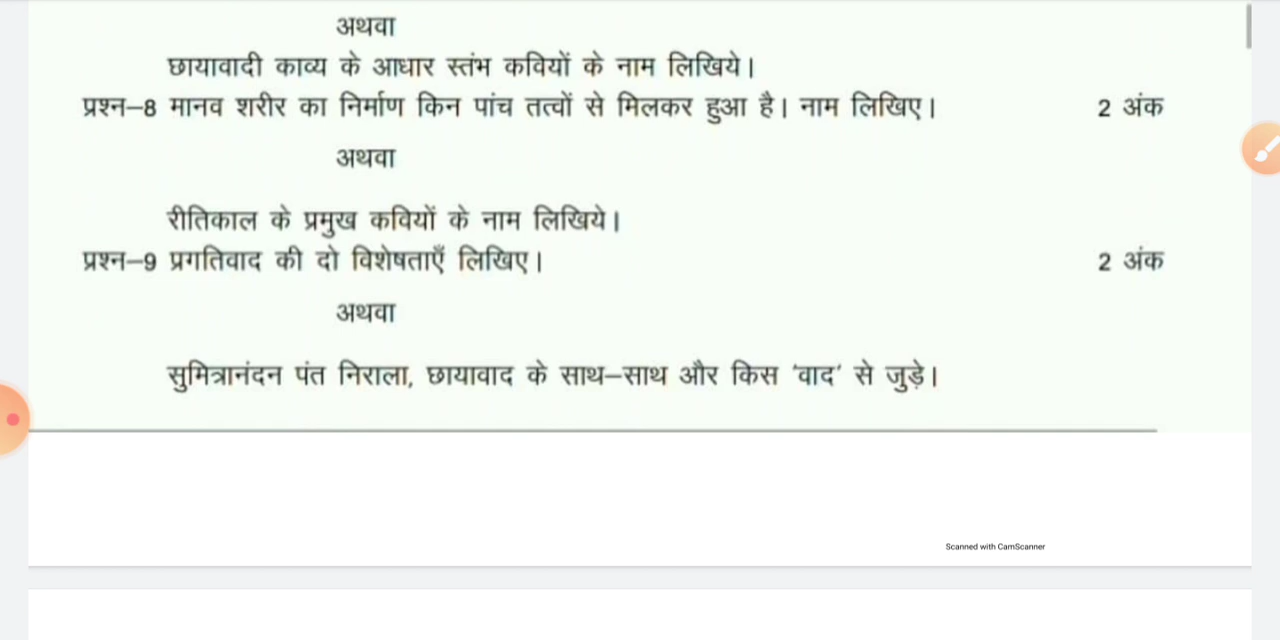 अथवा
छायावादी काव्य के आधार स्तंभ कवियों के नाम लिखिये।
प्रश्न–8 मानव शरीर का निर्माण किन पांच तत्वों से मिलकर हुआ है। नाम लिखिए। 2 अंक
अथवा
रीतिकाल के प्रमुख कवियों के नाम लिखिये।
प्रश्न–9 प्रगतिवाद की दो विशेषताएँ लिखिए। 2 अंक
अथवा
सुमित्रानंदन पंत निराला, छायावाद के साथ–साथ और किस 'वाद' से जुड़े।
Scanned with CamScanner